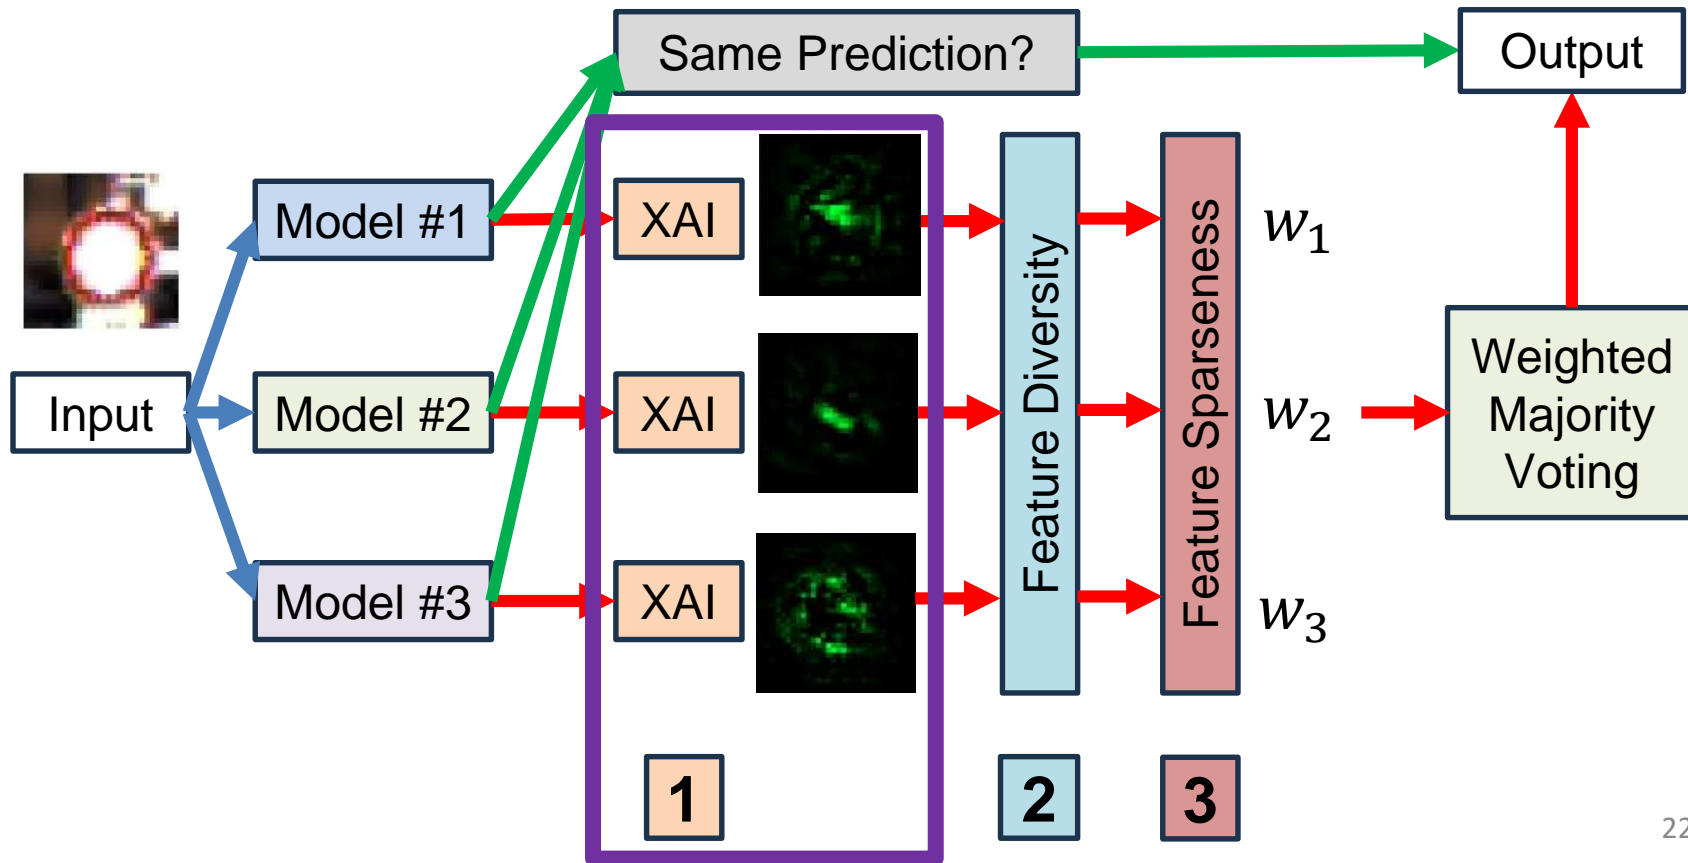 Same Prediction?
Output
Model #1
XAI
w₁
Input
Model #2
XAI
Feature Diversity
Feature Sparseness
w₂
Weighted
Majority
Voting
Model #3
XAI
w₃
1
2
3
22